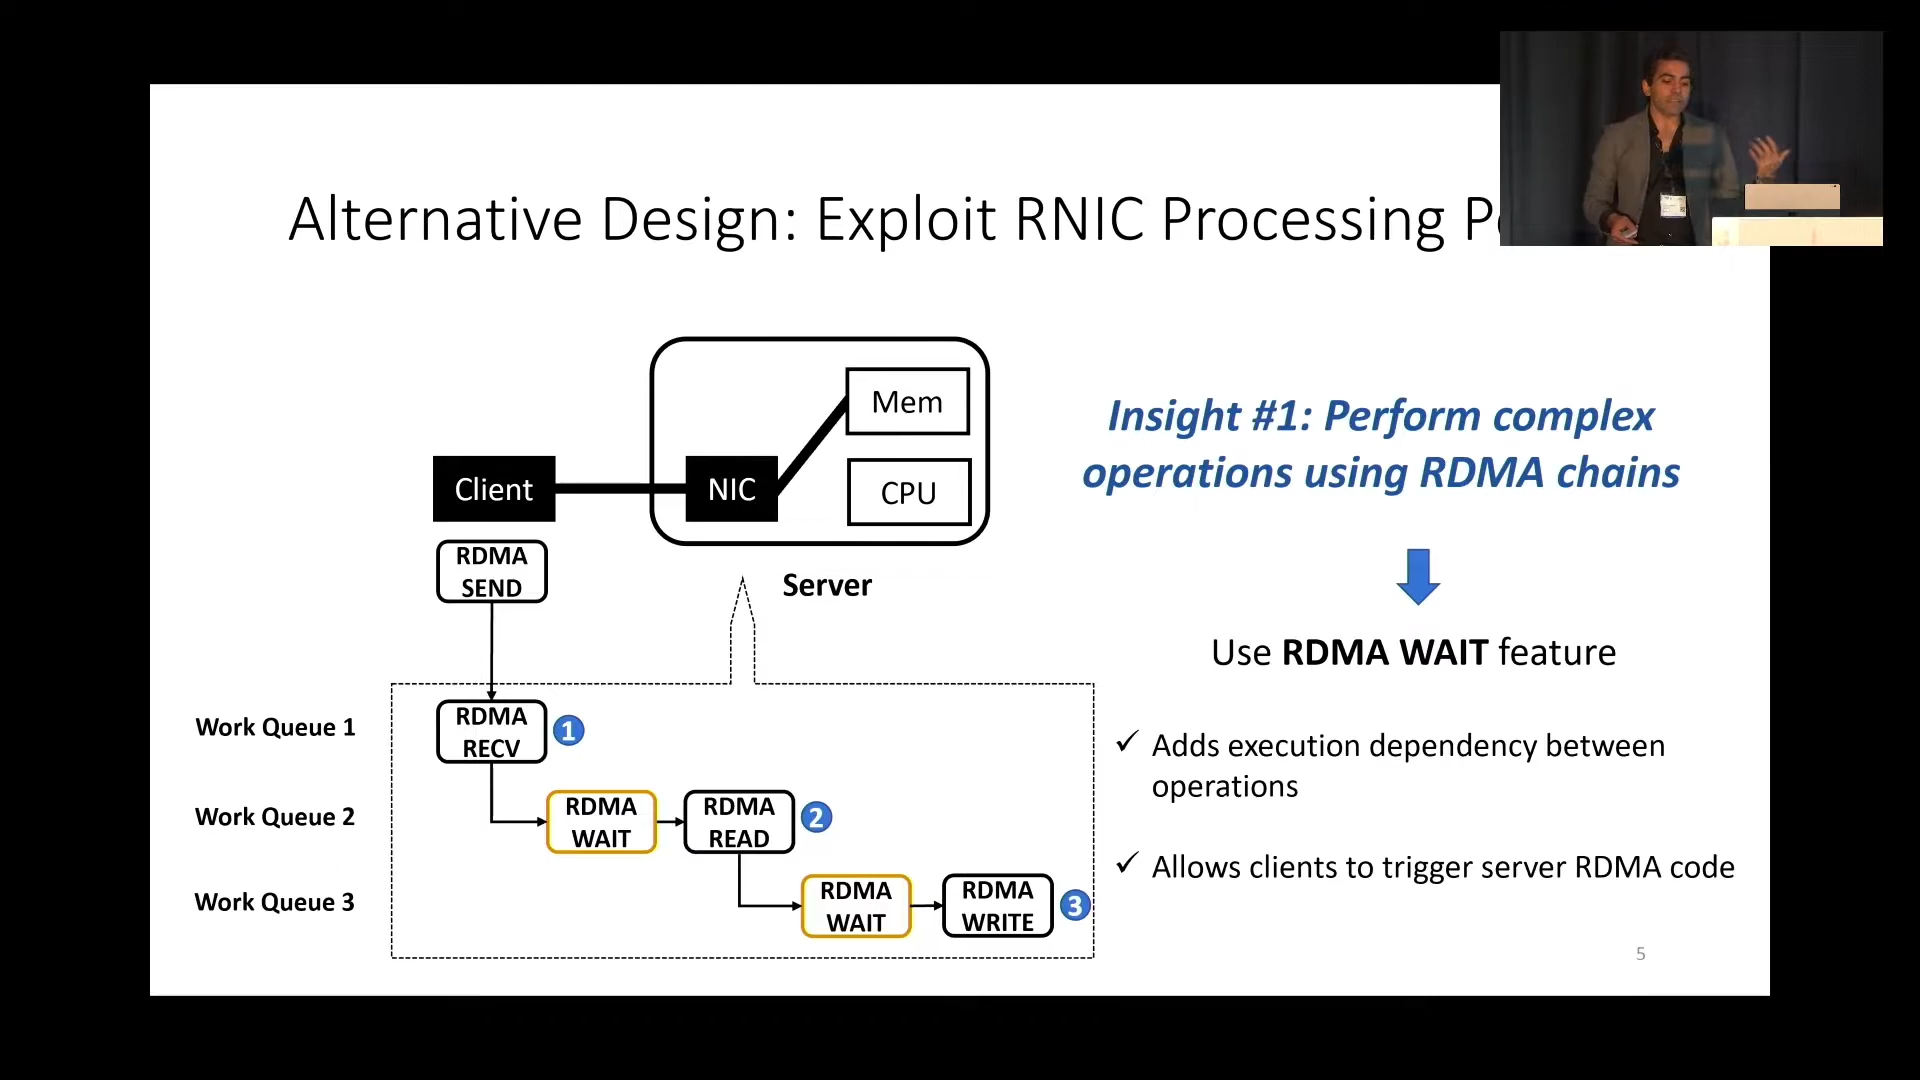 Alternative Design: Exploit RNIC Processing
Mem
Client
NIC
CPU
Insight #1: Perform complex
operations using RDMA chains
RDMA
SEND
Server
Use RDMA WAIT feature
Work Queue 1
RDMA
RECV
1
✓ Adds execution dependency between
operations
Work Queue 2
RDMA
WAIT
RDMA
READ
2
✓ Allows clients to trigger server RDMA code
Work Queue 3
RDMA
WAIT
RDMA
WRITE
3
5